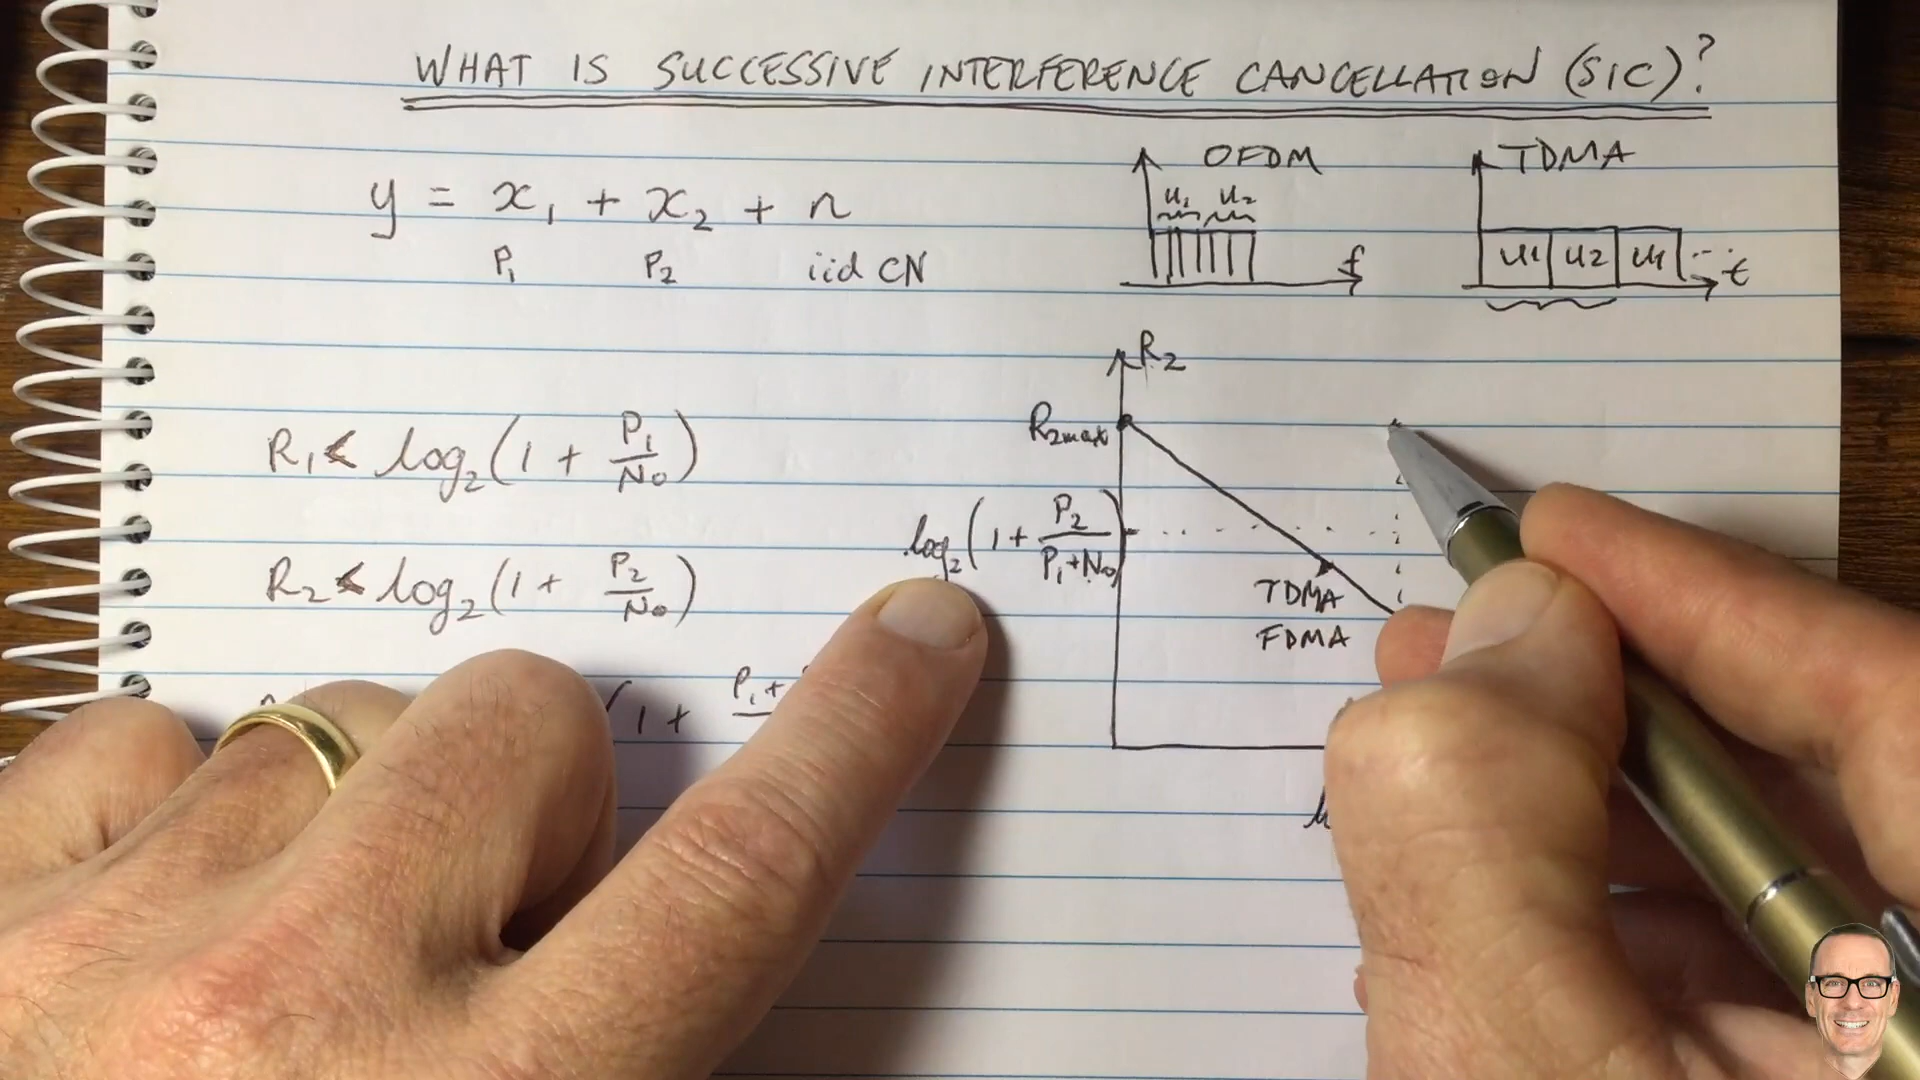 WHAT IS SUCCESSIVE INTERFERENCE CANCELLATION (SIC)?
y = x₁ + x₂ + n
P₁ P₂ iid CN
OFDM
u₁ u₂
f
TDMA
u1 u2 u1 ...
t
R₁ < log₂(1 + P₁/N₀)
R₂ < log₂(1 + P₂/N₀)
(1 + P₁+
R₂
R₂max
log₂(1 + P₂/P₁+N₀)
TDMA
FDMA